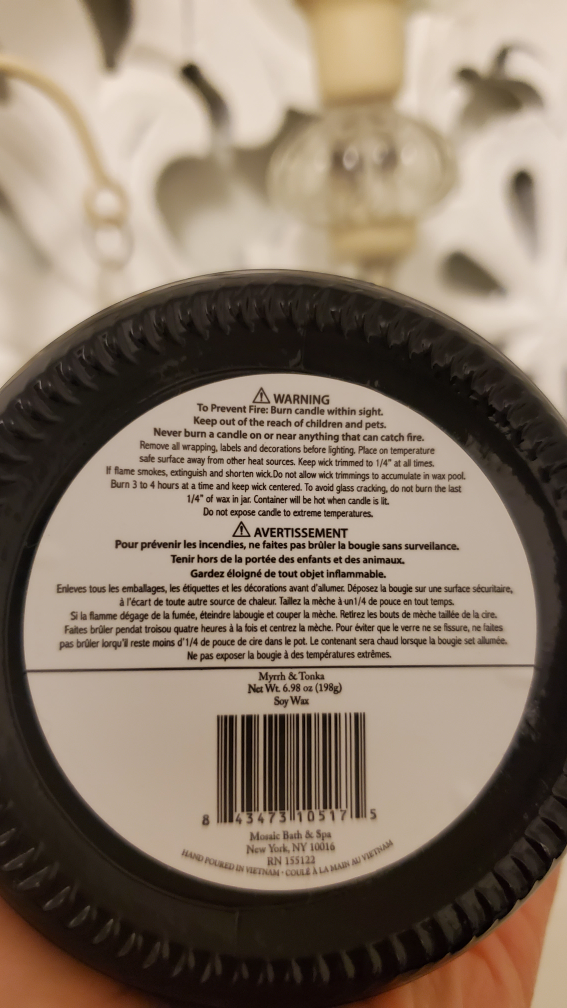 ⚠ WARNING
To Prevent Fire: Burn candle within sight.
Keep out of the reach of children and pets.
Never burn a candle on or near anything that can catch fire.
Remove all wrapping, labels and decorations before lighting. Place on temperature
safe surface away from other heat sources. Keep wick trimmed to 1/4" at all times.
If flame smokes, extinguish and shorten wick.Do not allow wick trimmings to accumulate in wax pool.
Burn 3 to 4 hours at a time and keep wick centered. To avoid glass cracking, do not burn the last
1/4" of wax in jar. Container will be hot when candle is lit.
Do not expose candle to extreme temperatures.
⚠ AVERTISSEMENT
Pour prévenir les incendies, ne faites pas brûler la bougie sans surveilance.
Tenir hors de la portée des enfants et des animaux.
Gardez éloigné de tout objet inflammable.
Enleves tous les emballages, les étiquettes et les décorations avant d'allumer. Déposez la bougie sur une surface sécuritaire,
à l'écart de toute autre source de chaleur. Taillez la mèche à un1/4 de pouce en tout temps.
Si la flamme dégage de la fumée, éteindre labougie et couper la mèche. Retirez les bouts de mèche taillée de la cire.
Faites brûler pendat troisou quatre heures à la fois et centrez la mèche. Pour éviter que le verre ne se fissure, ne faites
pas brûler lorqu'il reste moins d'1/4 de pouce de cire dans le pot. Le contenant sera chaud lorsque la bougie set allumée.
Ne pas exposer la bougie à des températures extrêmes.
Myrrh & Tonka
Net Wt. 6.98 oz (198g)
Soy Wax
8 43473 10517 5
Mosaic Bath & Spa
New York, NY 10016
RN 155122
HAND POURED IN VIETNAM • COULÉ À LA MAIN AU VIETNAM